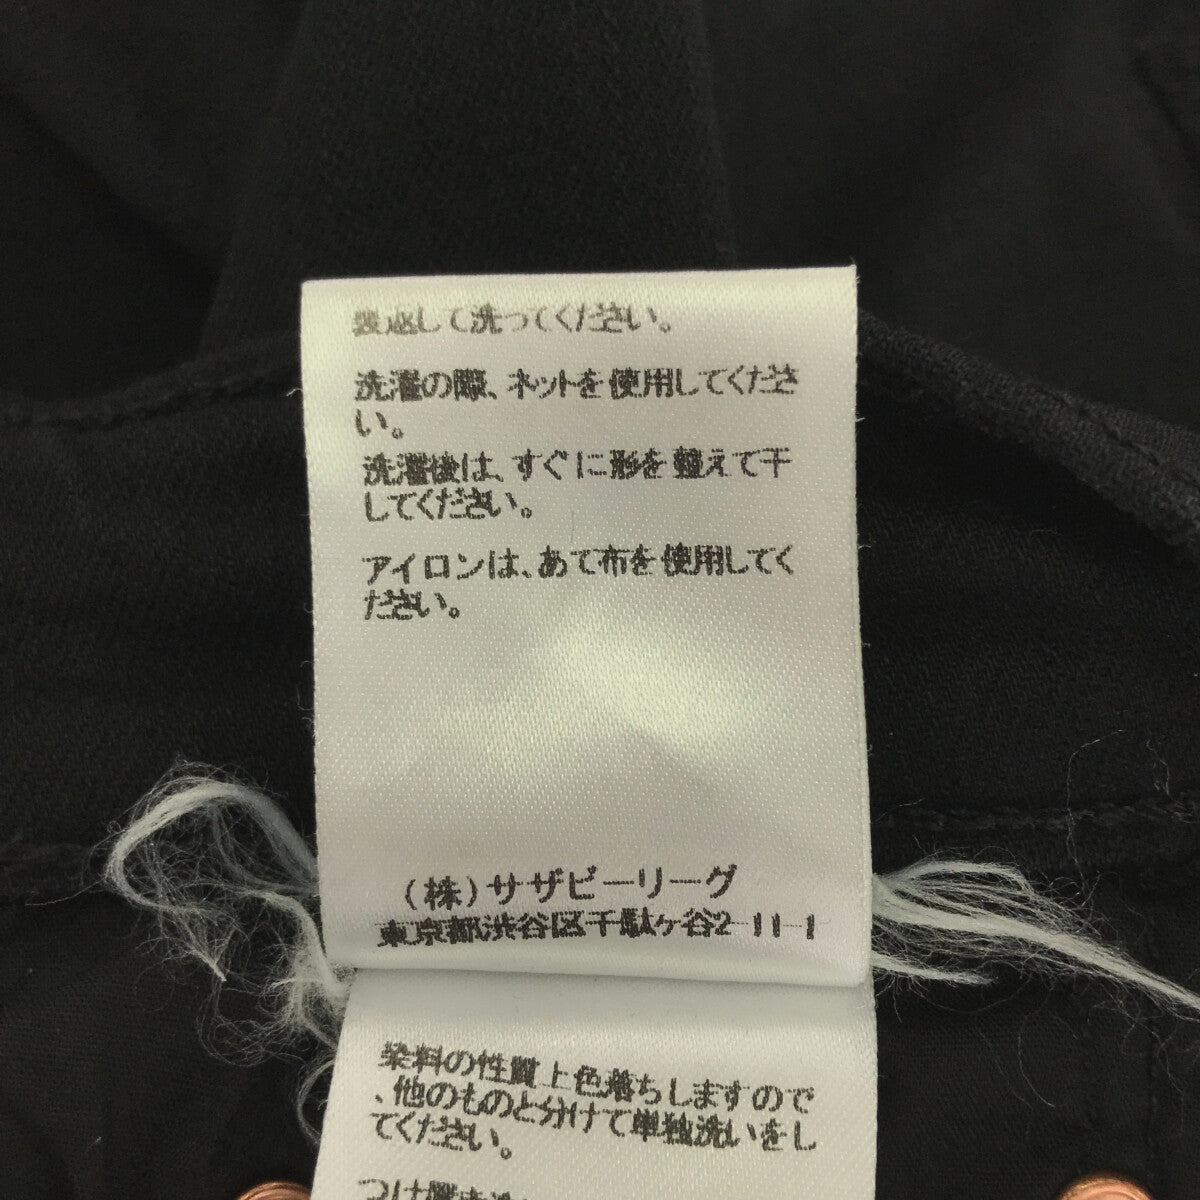 裏返して洗ってください。
洗濯の際、ネットを使用してくださ
い。
洗濯後は、すぐに形を整えて干
してください。
アイロンは、あて布を使用してく
ださい。
(株)サザビーリーグ
東京都渋谷区千駄ヶ谷2-11-1
染料の性質上色落ちしますので
、他のものと分けて単独洗いをし
てください。
つけ置き洗